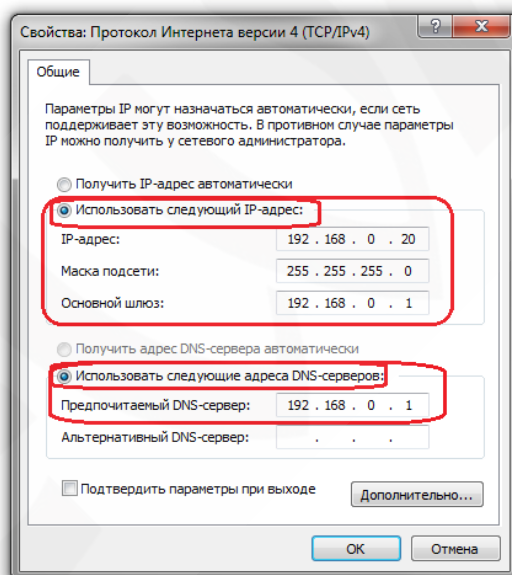 Свойства: Протокол Интернета версии 4 (TCP/IPv4)
?
Общие
Параметры IP могут назначаться автоматически, если сеть
поддерживает эту возможность. В противном случае параметры
IP можно получить у сетевого администратора.
Получить IP-адрес автоматически
Использовать следующий IP-адрес:
IP-адрес: 192 . 168 . 0 . 20
Маска подсети: 255 . 255 . 255 . 0
Основной шлюз: 192 . 168 . 0 . 1
Получить адрес DNS-сервера автоматически
Использовать следующие адреса DNS-серверов:
Предпочитаемый DNS-сервер: 192 . 168 . 0 . 1
Альтернативный DNS-сервер: . . .
Подтвердить параметры при выходе
Дополнительно...
ОК Отмена